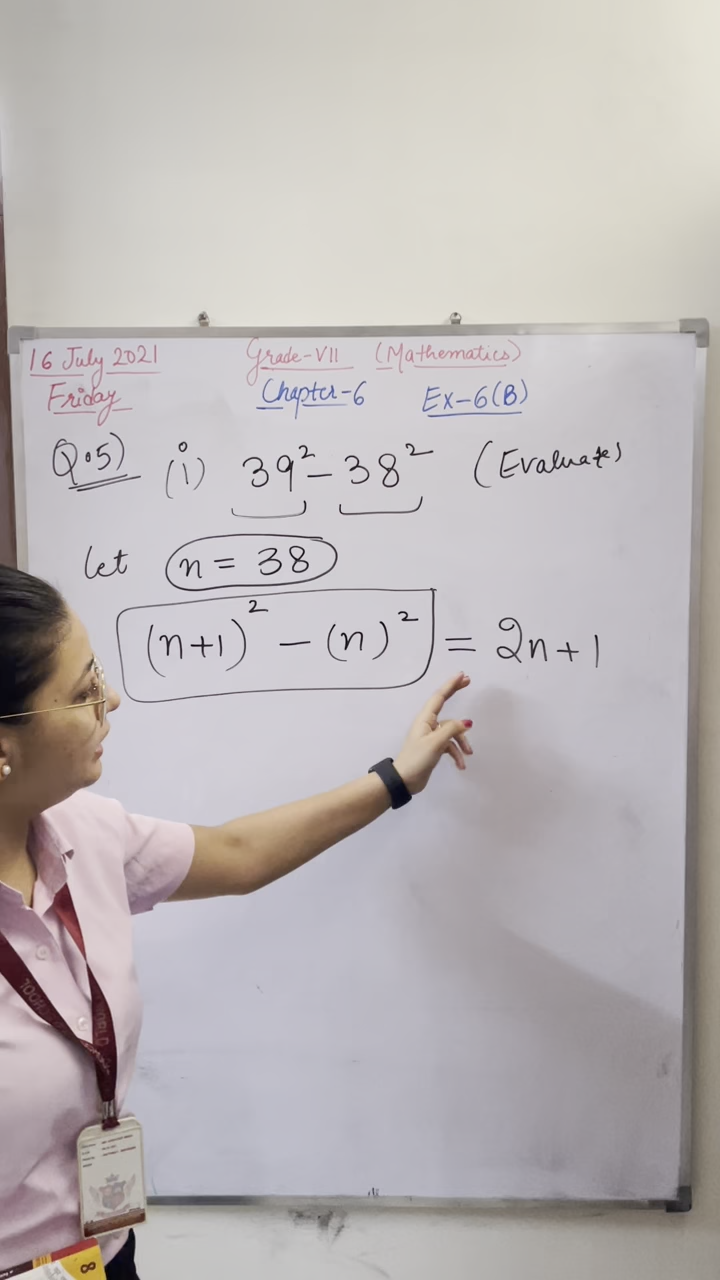 16 July 2021 Grade-VII (Mathematics)
Friday Chapter-6 Ex-6(B)
Q.5) (i) 39² - 38² (Evaluate)
let n = 38
(n+1)² - (n)² = 2n+1
8